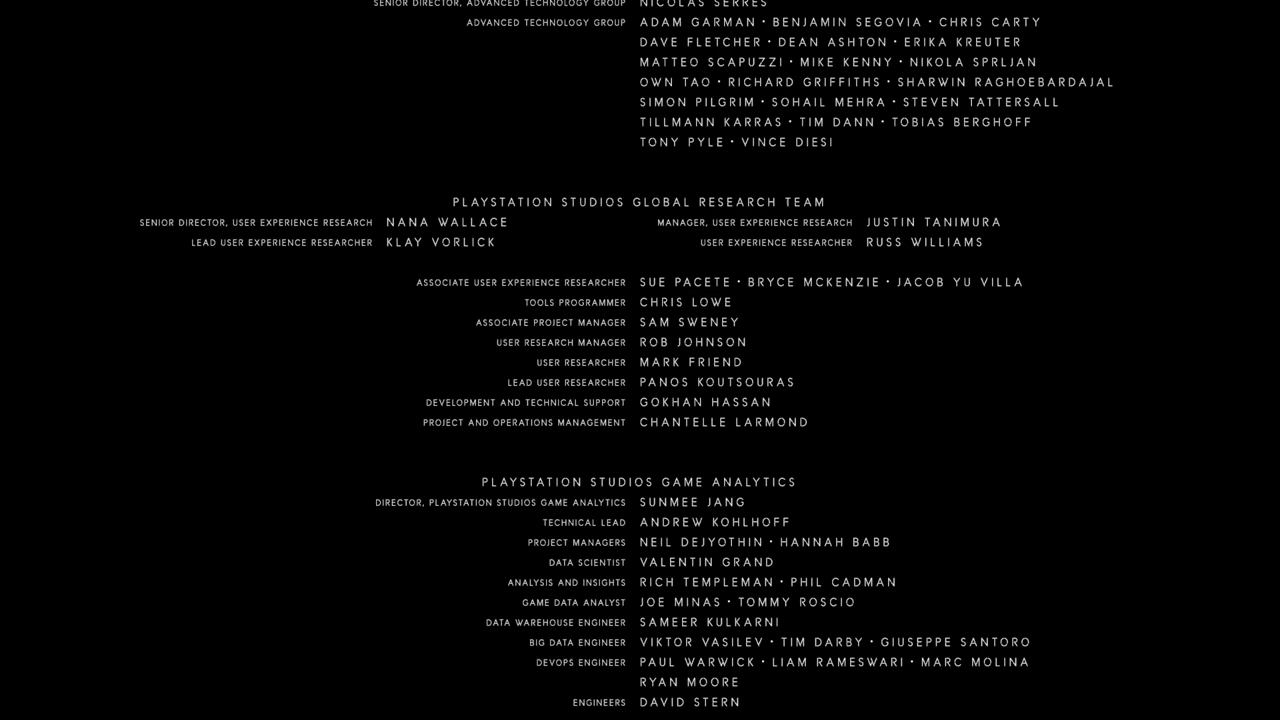 SENIOR DIRECTOR, ADVANCED TECHNOLOGY GROUP NICOLAS SERRES
ADVANCED TECHNOLOGY GROUP ADAM GARMAN • BENJAMIN SEGOVIA • CHRIS CARTY
DAVE FLETCHER • DEAN ASHTON • ERIKA KREUTER
MATTEO SCAPUZZI • MIKE KENNY • NIKOLA SPRLJAN
OWN TAO • RICHARD GRIFFITHS • SHARWIN RAGHOEBARDAJAL
SIMON PILGRIM • SOHAIL MEHRA • STEVEN TATTERSALL
TILLMANN KARRAS • TIM DANN • TOBIAS BERGHOFF
TONY PYLE • VINCE DIESI
PLAYSTATION STUDIOS GLOBAL RESEARCH TEAM
SENIOR DIRECTOR, USER EXPERIENCE RESEARCH NANA WALLACE MANAGER, USER EXPERIENCE RESEARCH JUSTIN TANIMURA
LEAD USER EXPERIENCE RESEARCHER KLAY VORLICK USER EXPERIENCE RESEARCHER RUSS WILLIAMS
ASSOCIATE USER EXPERIENCE RESEARCHER SUE PACETE • BRYCE MCKENZIE • JACOB YU VILLA
TOOLS PROGRAMMER CHRIS LOWE
ASSOCIATE PROJECT MANAGER SAM SWENEY
USER RESEARCH MANAGER ROB JOHNSON
USER RESEARCHER MARK FRIEND
LEAD USER RESEARCHER PANOS KOUTSOURAS
DEVELOPMENT AND TECHNICAL SUPPORT GOKHAN HASSAN
PROJECT AND OPERATIONS MANAGEMENT CHANTELLE LARMOND
PLAYSTATION STUDIOS GAME ANALYTICS
DIRECTOR, PLAYSTATION STUDIOS GAME ANALYTICS SUNMEE JANG
TECHNICAL LEAD ANDREW KOHLHOFF
PROJECT MANAGERS NEIL DEJYOTHIN • HANNAH BABB
DATA SCIENTIST VALENTIN GRAND
ANALYSIS AND INSIGHTS RICH TEMPLEMAN • PHIL CADMAN
GAME DATA ANALYST JOE MINAS • TOMMY ROSCIO
DATA WAREHOUSE ENGINEER SAMEER KULKARNI
BIG DATA ENGINEER VIKTOR VASILEV • TIM DARBY • GIUSEPPE SANTORO
DEVOPS ENGINEER PAUL WARWICK • LIAM RAMESWARI • MARC MOLINA
RYAN MOORE
ENGINEERS DAVID STERN